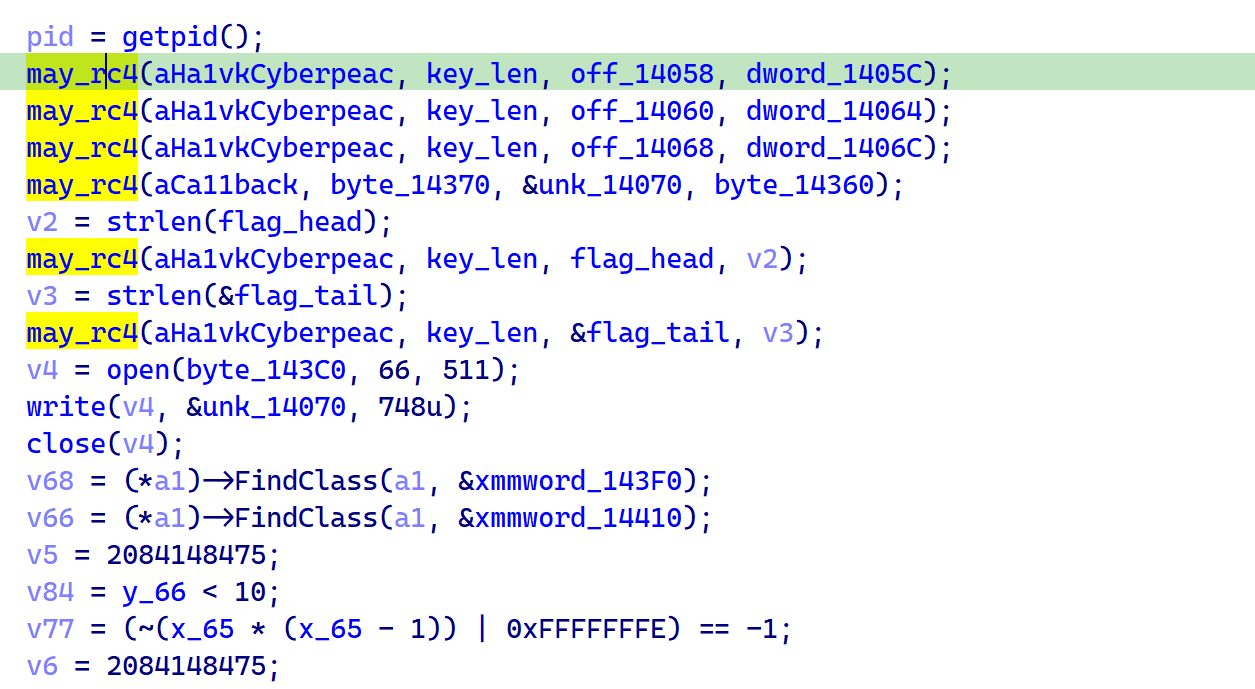 pid = getpid();
may_rc4(aHa1vkCyberpeac, key_len, off_14058, dword_1405C);
may_rc4(aHa1vkCyberpeac, key_len, off_14060, dword_14064);
may_rc4(aHa1vkCyberpeac, key_len, off_14068, dword_1406C);
may_rc4(aCa11back, byte_14370, &unk_14070, byte_14360);
v2 = strlen(flag_head);
may_rc4(aHa1vkCyberpeac, key_len, flag_head, v2);
v3 = strlen(&flag_tail);
may_rc4(aHa1vkCyberpeac, key_len, &flag_tail, v3);
v4 = open(byte_143C0, 66, 511);
write(v4, &unk_14070, 748u);
close(v4);
v68 = (*a1)->FindClass(a1, &xmmword_143F0);
v66 = (*a1)->FindClass(a1, &xmmword_14410);
v5 = 2084148475;
v84 = y_66 < 10;
v77 = (~(x_65 * (x_65 - 1)) | 0xFFFFFFFE) == -1;
v6 = 2084148475;